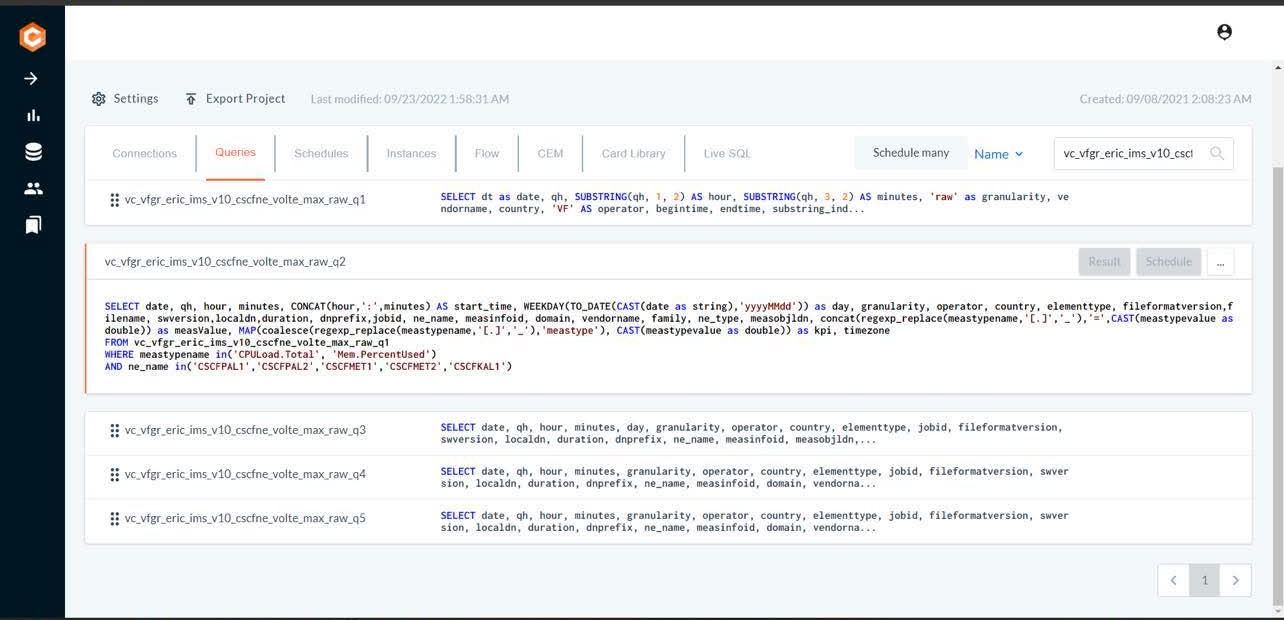 Settings Export Project Last modified: 09/23/2022 1:58:31 AM Created: 09/08/2021 2:08:23 AM
Connections Queries Schedules Instances Flow CEM Card Library Live SQL Schedule many Name vc_vfgr_eric_ims_v10_cscf
vc_vfgr_eric_ims_v10_cscfne_volte_max_raw_q1
SELECT dt as date, qh, SUBSTRING(qh, 1, 2) AS hour, SUBSTRING(qh, 3, 2) AS minutes, 'raw' as granularity, ve
ndorname, country, 'VF' AS operator, begintime, endtime, substring_ind...
vc_vfgr_eric_ims_v10_cscfne_volte_max_raw_q2 Result Schedule ...
SELECT date, qh, hour, minutes, CONCAT(hour,':',minutes) AS start_time, WEEKDAY(TO_DATE(CAST(date as string),'yyyyMMdd')) as day, granularity, operator, country, elementtype, fileformatversion,f
ilename, swversion,localdn,duration, dnprefix,jobid, ne_name, measinfoid, domain, vendorname, family, ne_type, measobjldn, concat(regexp_replace(meastypename,'[.]','_'),'=',CAST(meastypevalue as
double)) as measValue, MAP(coalesce(regexp_replace(meastypename,'[.]','_'),'meastype'), CAST(meastypevalue as double)) as kpi, timezone
FROM vc_vfgr_eric_ims_v10_cscfne_volte_max_raw_q1
WHERE meastypename in('CPULoad.Total', 'Mem.PercentUsed')
AND ne_name in('CSCFPAL1','CSCFPAL2','CSCFMET1','CSCFMET2','CSCFKAL1')
vc_vfgr_eric_ims_v10_cscfne_volte_max_raw_q3
SELECT date, qh, hour, minutes, day, granularity, operator, country, elementtype, jobid, fileformatversion,
swversion, localdn, duration, dnprefix, ne_name, measinfoid, measobjldn,...
vc_vfgr_eric_ims_v10_cscfne_volte_max_raw_q4
SELECT date, qh, hour, minutes, granularity, operator, country, elementtype, jobid, fileformatversion, swver
sion, localdn, duration, dnprefix, ne_name, measinfoid, domain, vendorna...
vc_vfgr_eric_ims_v10_cscfne_volte_max_raw_q5
SELECT date, qh, hour, minutes, granularity, operator, country, elementtype, jobid, fileformatversion, swver
sion, localdn, duration, dnprefix, ne_name, measinfoid, domain, vendorna...
1